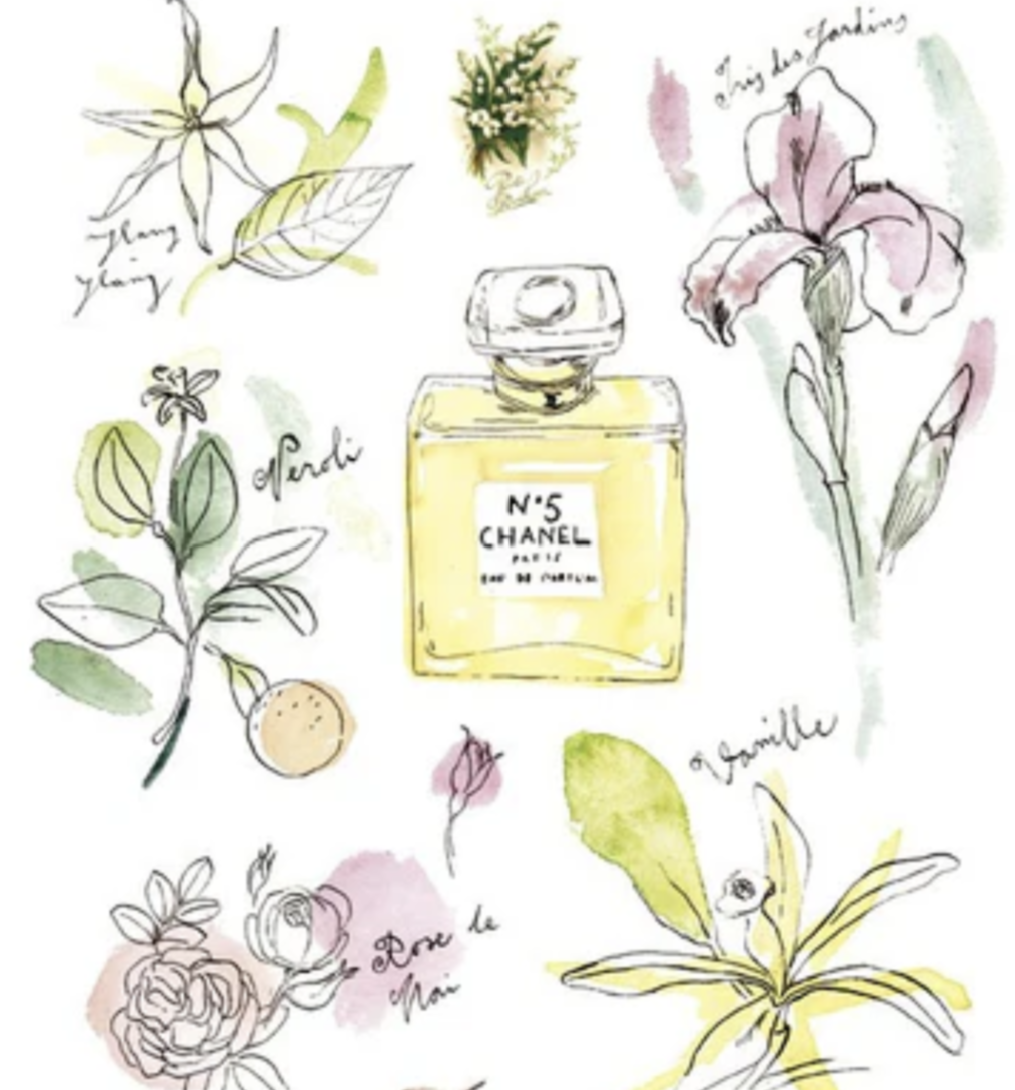 Iris des Jardins
ylang
ylang
Neroli
N°5
CHANEL
PARIS
EAU DE PARFUM
Vanille
Rose de
Mai